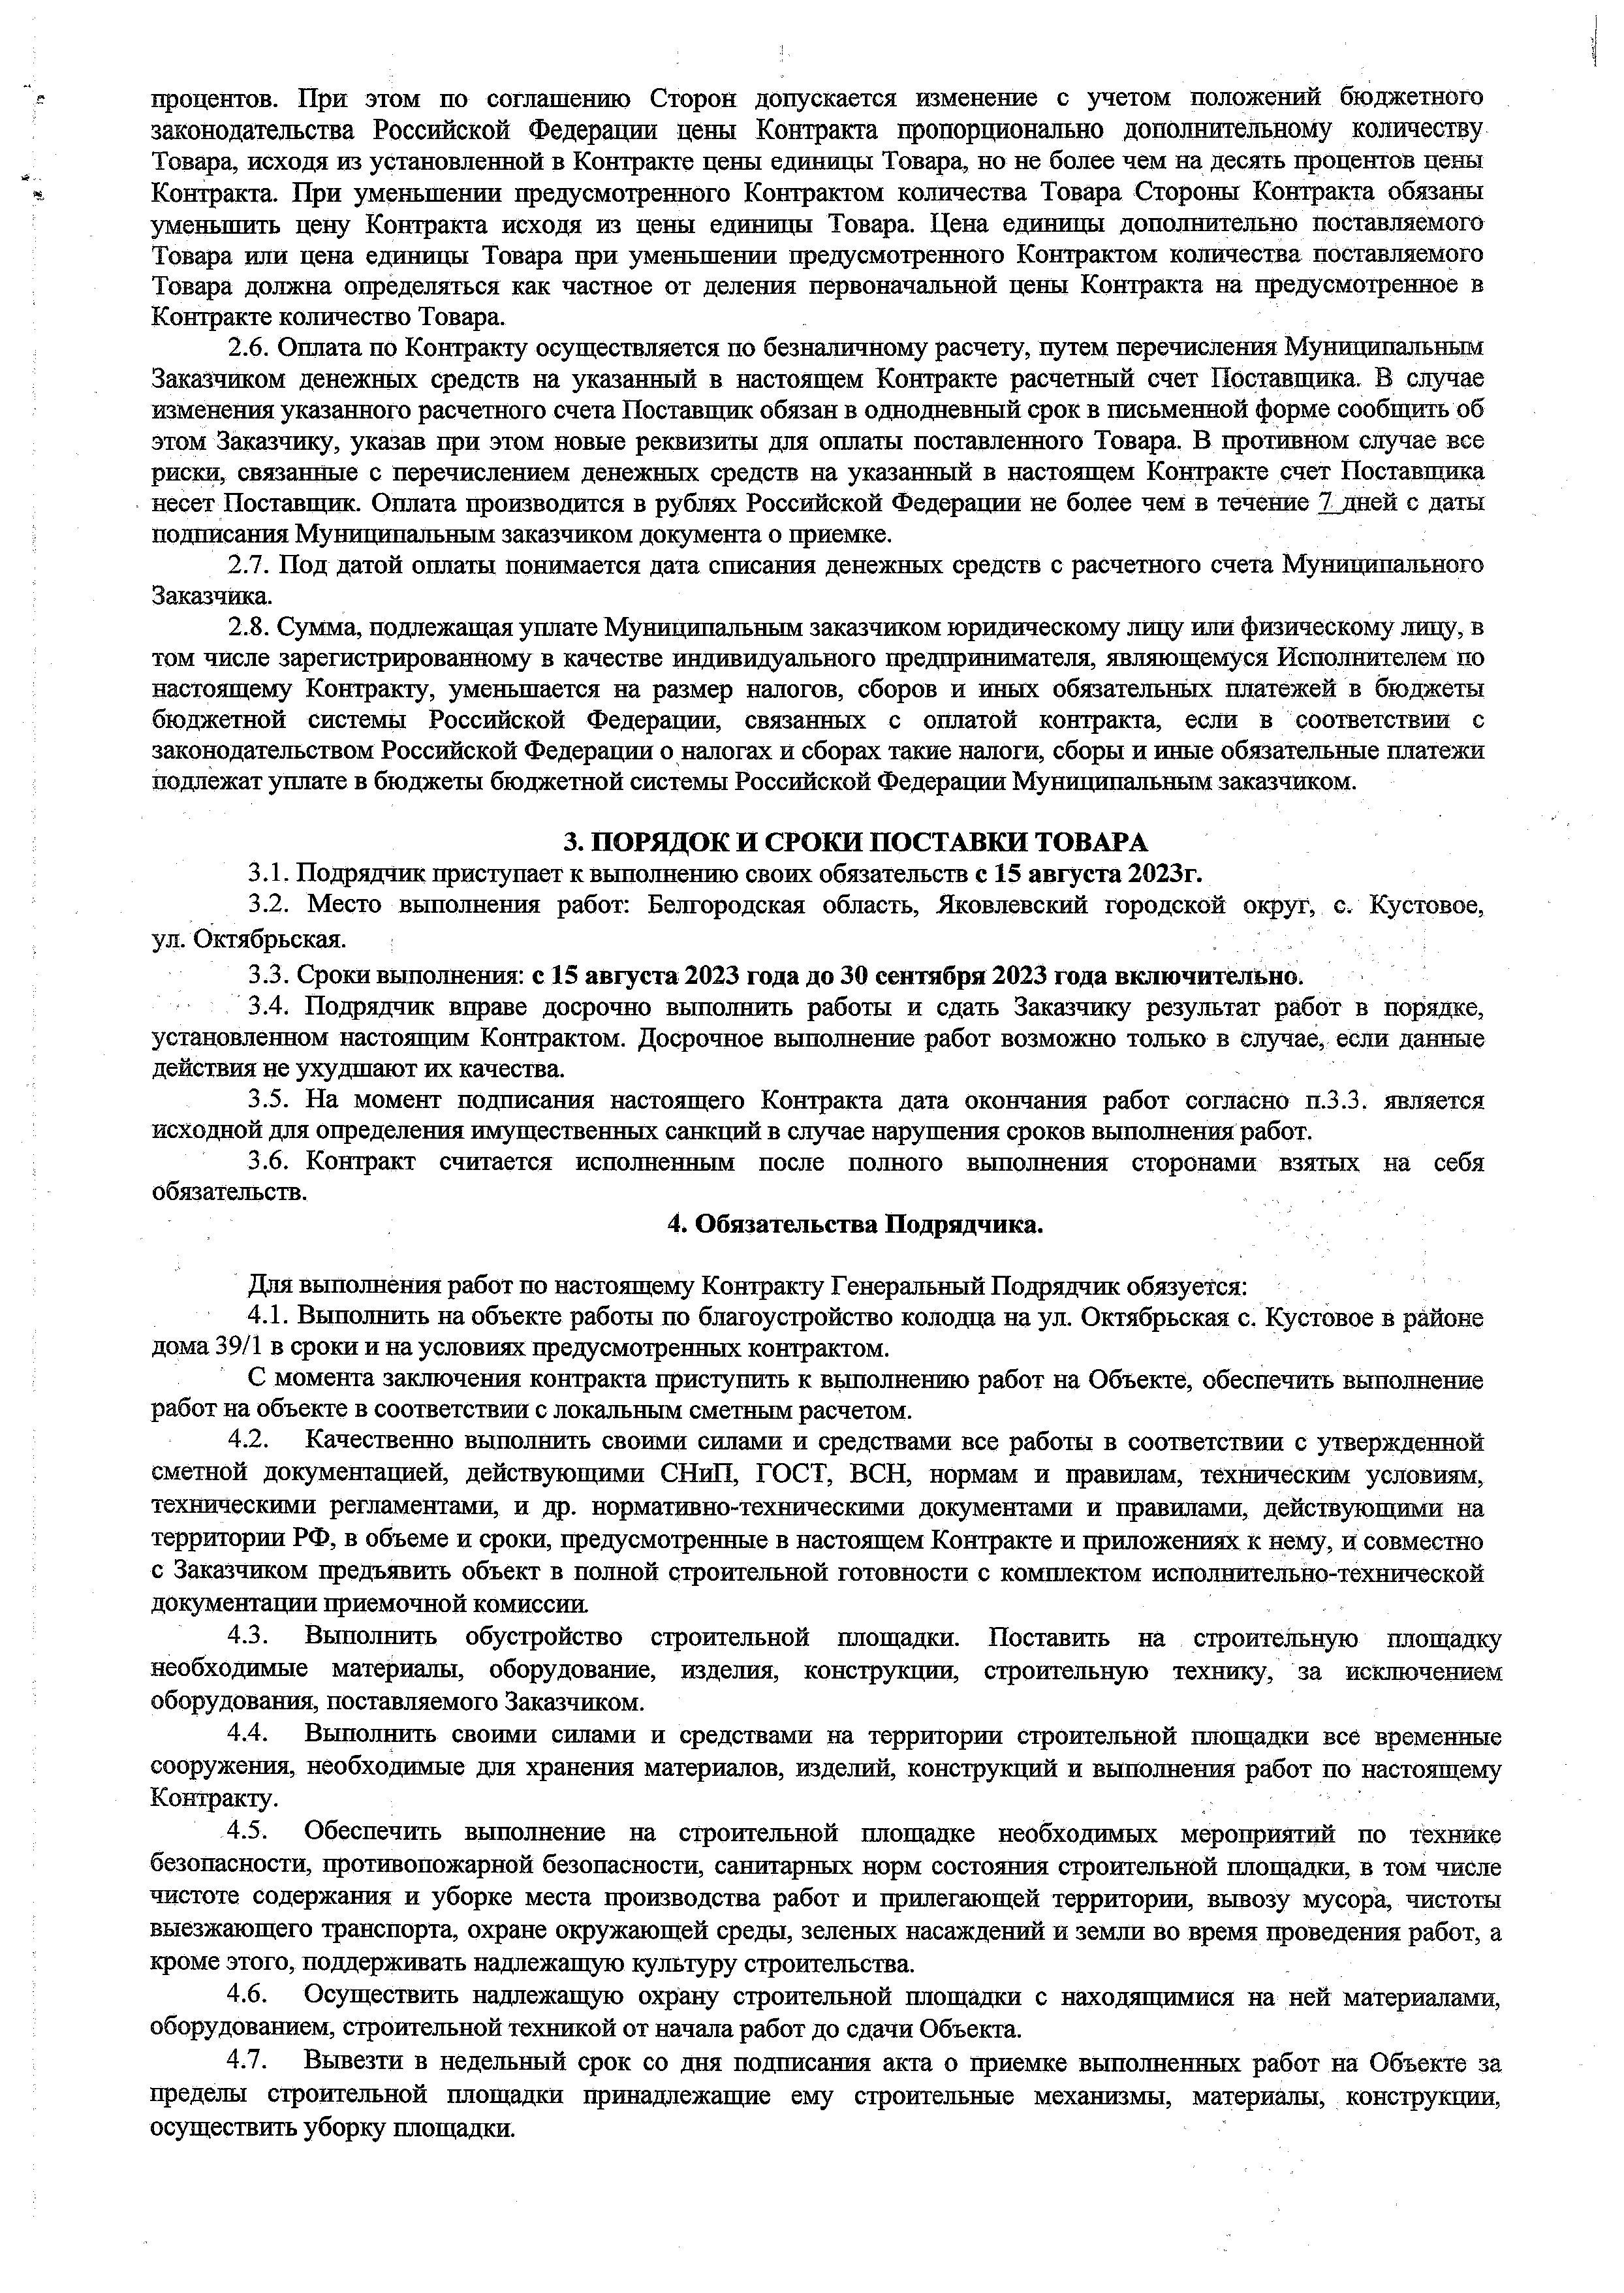 процентов. При этом по соглашению Сторон допускается изменение с учетом положений бюджетного
законодательства Российской Федерации цены Контракта пропорционально дополнительному количеству
Товара, исходя из установленной в Контракте цены единицы Товара, но не более чем на десять процентов цены
Контракта. При уменьшении предусмотренного Контрактом количества Товара Стороны Контракта обязаны
уменьшить цену Контракта исходя из цены единицы Товара. Цена единицы дополнительно поставляемого
Товара или цена единицы Товара при уменьшении предусмотренного Контрактом количества поставляемого
Товара должна определяться как частное от деления первоначальной цены Контракта на предусмотренное в
Контракте количество Товара.
2.6. Оплата по Контракту осуществляется по безналичному расчету, путем перечисления Муниципальным
Заказчиком денежных средств на указанный в настоящем Контракте расчетный счет Поставщика. В случае
изменения указанного расчетного счета Поставщик обязан в однодневный срок в письменной форме сообщить об
этом Заказчику, указав при этом новые реквизиты для оплаты поставленного Товара. В противном случае все
риски, связанные с перечислением денежных средств на указанный в настоящем Контракте счет Поставщика
несет Поставщик. Оплата производится в рублях Российской Федерации не более чем в течение 7 дней с даты
подписания Муниципальным заказчиком документа о приемке.
2.7. Под датой оплаты понимается дата списания денежных средств с расчетного счета Муниципального
Заказчика.
2.8. Сумма, подлежащая уплате Муниципальным заказчиком юридическому лицу или физическому лицу, в
том числе зарегистрированному в качестве индивидуального предпринимателя, являющемуся Исполнителем по
настоящему Контракту, уменьшается на размер налогов, сборов и иных обязательных платежей в бюджеты
бюджетной системы Российской Федерации, связанных с оплатой контракта, если в соответствии с
законодательством Российской Федерации о налогах и сборах такие налоги, сборы и иные обязательные платежи
подлежат уплате в бюджеты бюджетной системы Российской Федерации Муниципальным заказчиком.
3. ПОРЯДОК И СРОКИ ПОСТАВКИ ТОВАРА
3.1. Подрядчик приступает к выполнению своих обязательств с 15 августа 2023г.
3.2. Место выполнения работ: Белгородская область, Яковлевский городской округ, с. Кустовое,
ул. Октябрьская.
3.3. Сроки выполнения: с 15 августа 2023 года до 30 сентября 2023 года включительно.
3.4. Подрядчик вправе досрочно выполнить работы и сдать Заказчику результат работ в порядке,
установленном настоящим Контрактом. Досрочное выполнение работ возможно только в случае, если данные
действия не ухудшают их качества.
3.5. На момент подписания настоящего Контракта дата окончания работ согласно п.3.3. является
исходной для определения имущественных санкций в случае нарушения сроков выполнения работ.
3.6. Контракт считается исполненным после полного выполнения сторонами взятых на себя
обязательств.
4. Обязательства Подрядчика.
Для выполнения работ по настоящему Контракту Генеральный Подрядчик обязуется:
4.1. Выполнить на объекте работы по благоустройство колодца на ул. Октябрьская с. Кустовое в районе
дома 39/1 в сроки и на условиях предусмотренных контрактом.
С момента заключения контракта приступить к выполнению работ на Объекте, обеспечить выполнение
работ на объекте в соответствии с локальным сметным расчетом.
4.2. Качественно выполнить своими силами и средствами все работы в соответствии с утвержденной
сметной документацией, действующими СНиП, ГОСТ, ВСН, нормам и правилам, техническим условиям,
техническими регламентами, и др. нормативно-техническими документами и правилами, действующими на
территории РФ, в объеме и сроки, предусмотренные в настоящем Контракте и приложениях к нему, и совместно
с Заказчиком предъявить объект в полной строительной готовности с комплектом исполнительно-технической
документации приемочной комиссии.
4.3. Выполнить обустройство строительной площадки. Поставить на строительную площадку
необходимые материалы, оборудование, изделия, конструкции, строительную технику, за исключением
оборудования, поставляемого Заказчиком.
4.4. Выполнить своими силами и средствами на территории строительной площадки все временные
сооружения, необходимые для хранения материалов, изделий, конструкций и выполнения работ по настоящему
Контракту.
4.5. Обеспечить выполнение на строительной площадке необходимых мероприятий по технике
безопасности, противопожарной безопасности, санитарных норм состояния строительной площадки, в том числе
чистоте содержания и уборке места производства работ и прилегающей территории, вывозу мусора, чистоты
выезжающего транспорта, охране окружающей среды, зеленых насаждений и земли во время проведения работ, а
кроме этого, поддерживать надлежащую культуру строительства.
4.6. Осуществить надлежащую охрану строительной площадки с находящимися на ней материалами,
оборудованием, строительной техникой от начала работ до сдачи Объекта.
4.7. Вывезти в недельный срок со дня подписания акта о приемке выполненных работ на Объекте за
пределы строительной площадки принадлежащие ему строительные механизмы, материалы, конструкции,
осуществить уборку площадки.